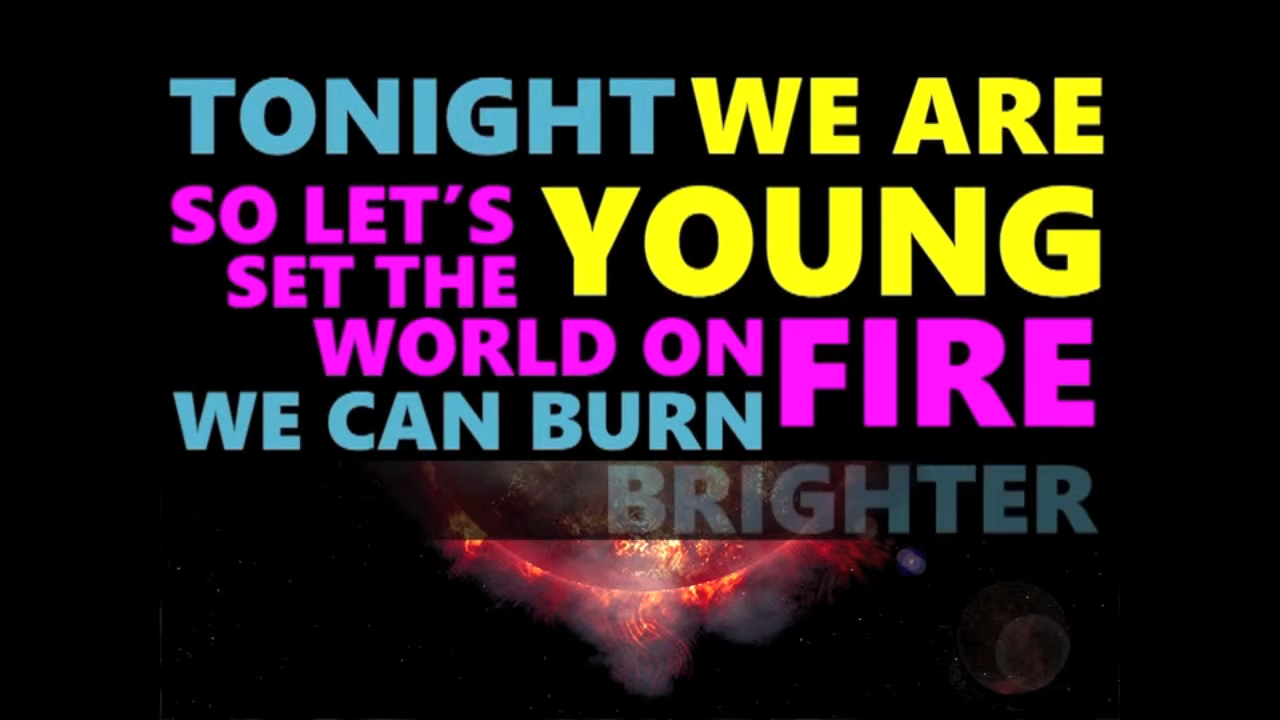 TONIGHT WE ARE
YOUNG
SO LET'S
SET THE
WORLD ON FIRE
WE CAN BURN
BRIGHTER